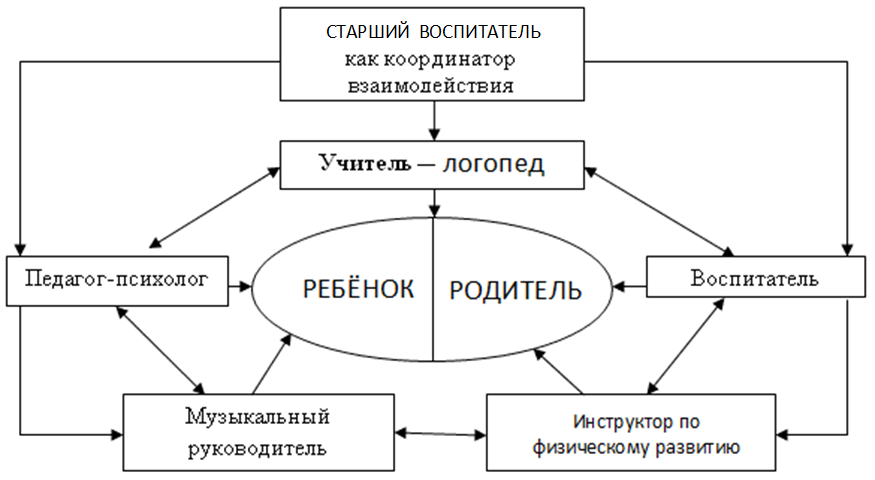 СТАРШИЙ ВОСПИТАТЕЛЬ
как координатор
взаимодействия
Учитель – ЛОГОПЕД
Педагог-психолог
РЕБЁНОК
РОДИТЕЛЬ
Воспитатель
Музыкальный
руководитель
Инструктор по
физическому развитию